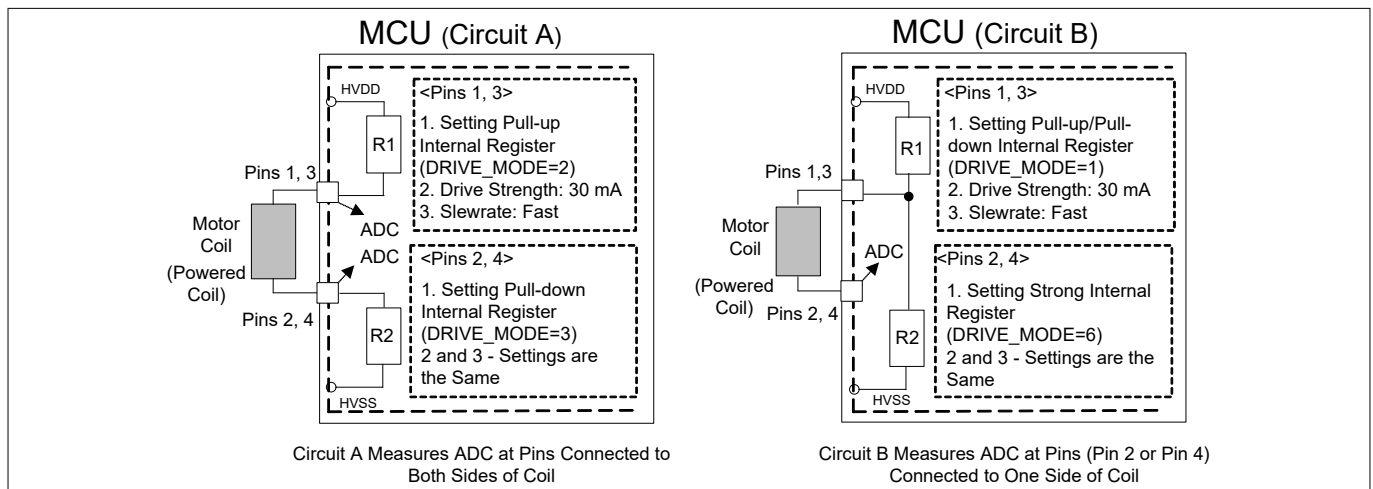 MCU (Circuit A)
HVDD
R1
Pins 1, 3
ADC
Motor
Coil
(Powered
Coil)
ADC
Pins 2, 4
R2
HVSS
<Pins 1, 3>
1. Setting Pull-up
Internal Register
(DRIVE_MODE=2)
2. Drive Strength: 30 mA
3. Slewrate: Fast
<Pins 2, 4>
1. Setting Pull-down
Internal Register
(DRIVE_MODE=3)
2 and 3 - Settings are
the Same
Circuit A Measures ADC at Pins Connected to
Both Sides of Coil
MCU (Circuit B)
HVDD
R1
Pins 1,3
Motor
Coil
(Powered
Coil)
ADC
Pins 2, 4
R2
HVSS
<Pins 1, 3>
1. Setting Pull-up/Pull-
down Internal Register
(DRIVE_MODE=1)
2. Drive Strength: 30 mA
3. Slewrate: Fast
<Pins 2, 4>
1. Setting Strong Internal
Register
(DRIVE_MODE=6)
2 and 3 - Settings are the
Same
Circuit B Measures ADC at Pins (Pin 2 or Pin 4)
Connected to One Side of Coil